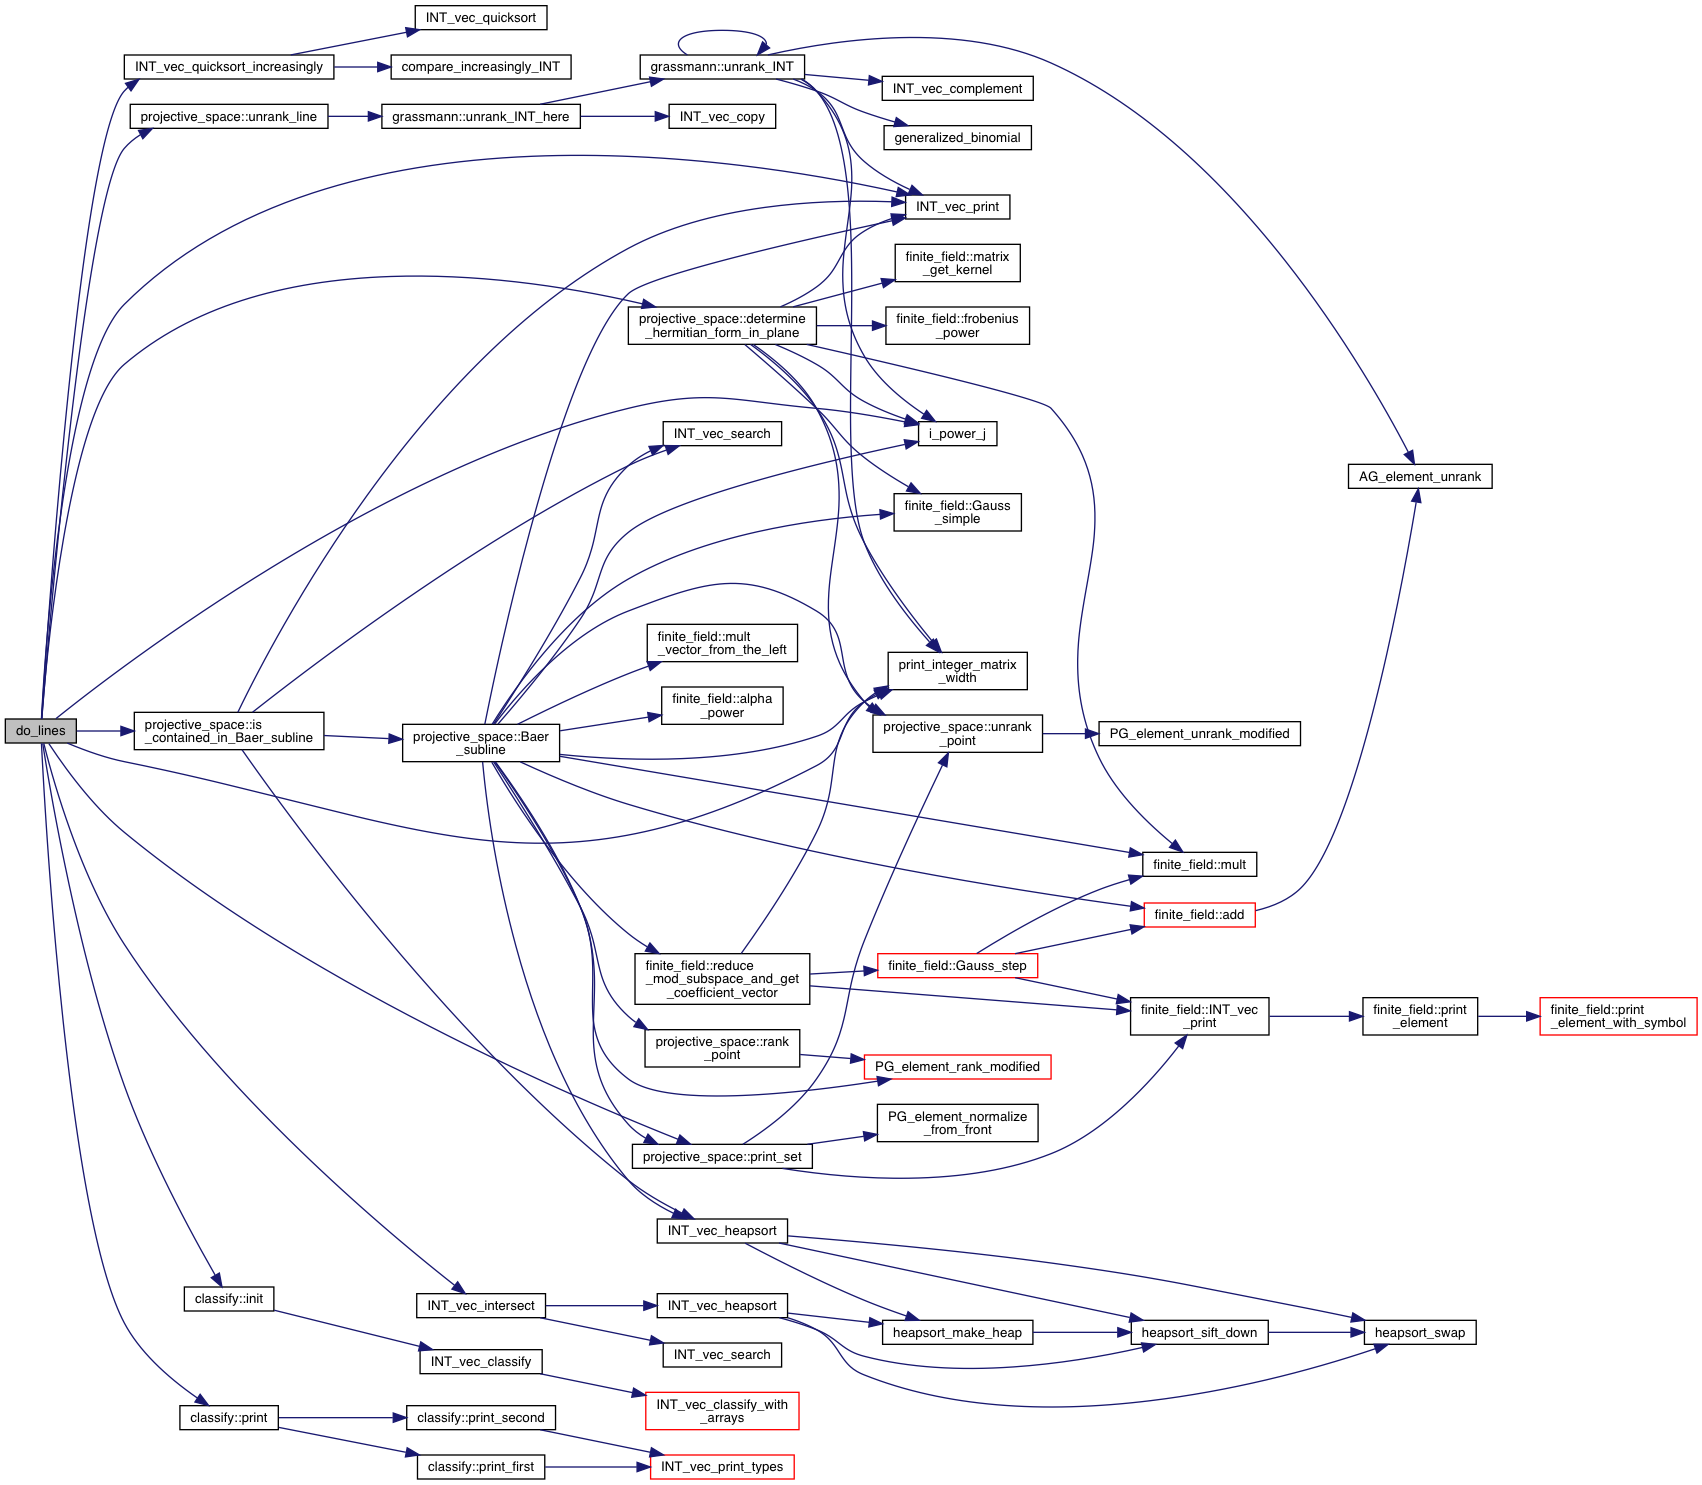 INT_vec_quicksort
INT_vec_quicksort_increasingly
compare_increasingly_INT
grassmann::unrank_INT
INT_vec_complement
projective_space::unrank_line
grassmann::unrank_INT_here
INT_vec_copy
generalized_binomial
INT_vec_print
finite_field::matrix
_get_kernel
projective_space::determine
_hermitian_form_in_plane
finite_field::frobenius
_power
INT_vec_search
i_power_j
AG_element_unrank
finite_field::Gauss
_simple
finite_field::mult
_vector_from_the_left
print_integer_matrix
_width
finite_field::alpha
_power
do_lines
projective_space::is
_contained_in_Baer_subline
projective_space::Baer
_subline
projective_space::unrank
_point
PG_element_unrank_modified
finite_field::mult
finite_field::add
finite_field::reduce
_mod_subspace_and_get
_coefficient_vector
finite_field::Gauss_step
finite_field::INT_vec
_print
finite_field::print
_element
finite_field::print
_element_with_symbol
projective_space::rank
_point
PG_element_rank_modified
PG_element_normalize
_from_front
projective_space::print_set
INT_vec_heapsort
classify::init
INT_vec_intersect
INT_vec_heapsort
heapsort_make_heap
heapsort_sift_down
heapsort_swap
INT_vec_classify
INT_vec_search
INT_vec_classify_with
_arrays
classify::print
classify::print_second
classify::print_first
INT_vec_print_types